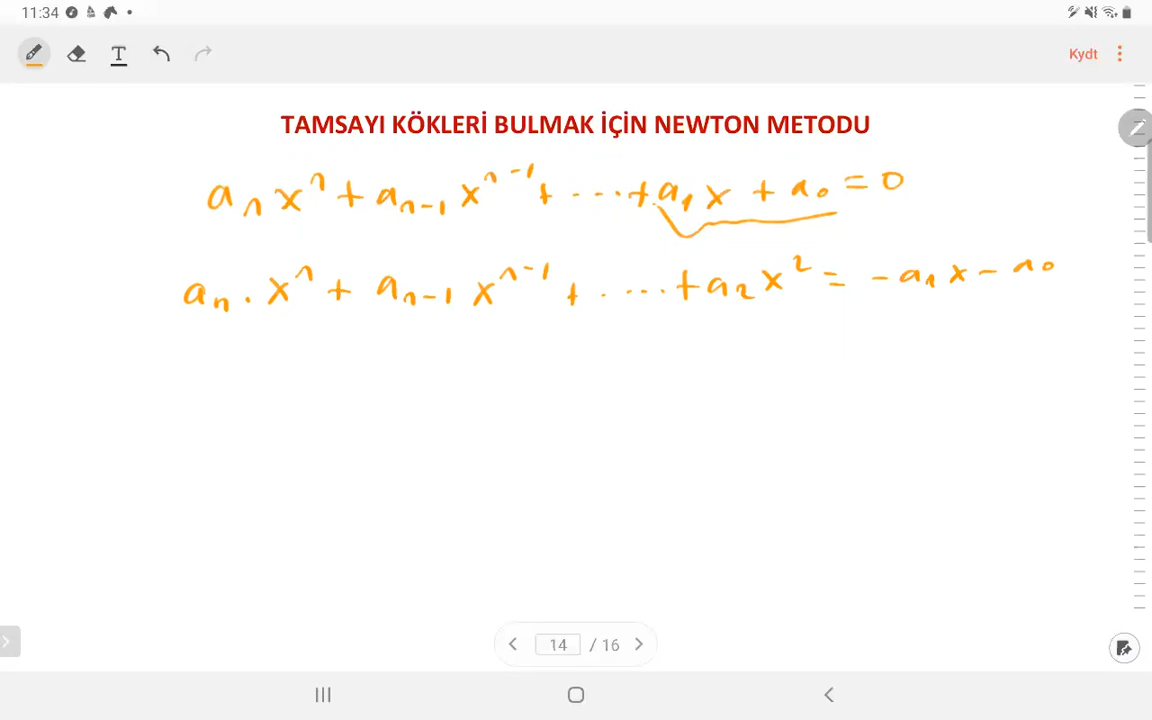 11:34
Kydt
TAMSAYI KÖKLERİ BULMAK İÇİN NEWTON METODU
aₙxⁿ + aₙ₋₁xⁿ⁻¹ + ... + a₁x + a₀ = 0
aₙ.xⁿ + aₙ₋₁xⁿ⁻¹ + .... + a₂x² = -a₁x - a₀
14 / 16